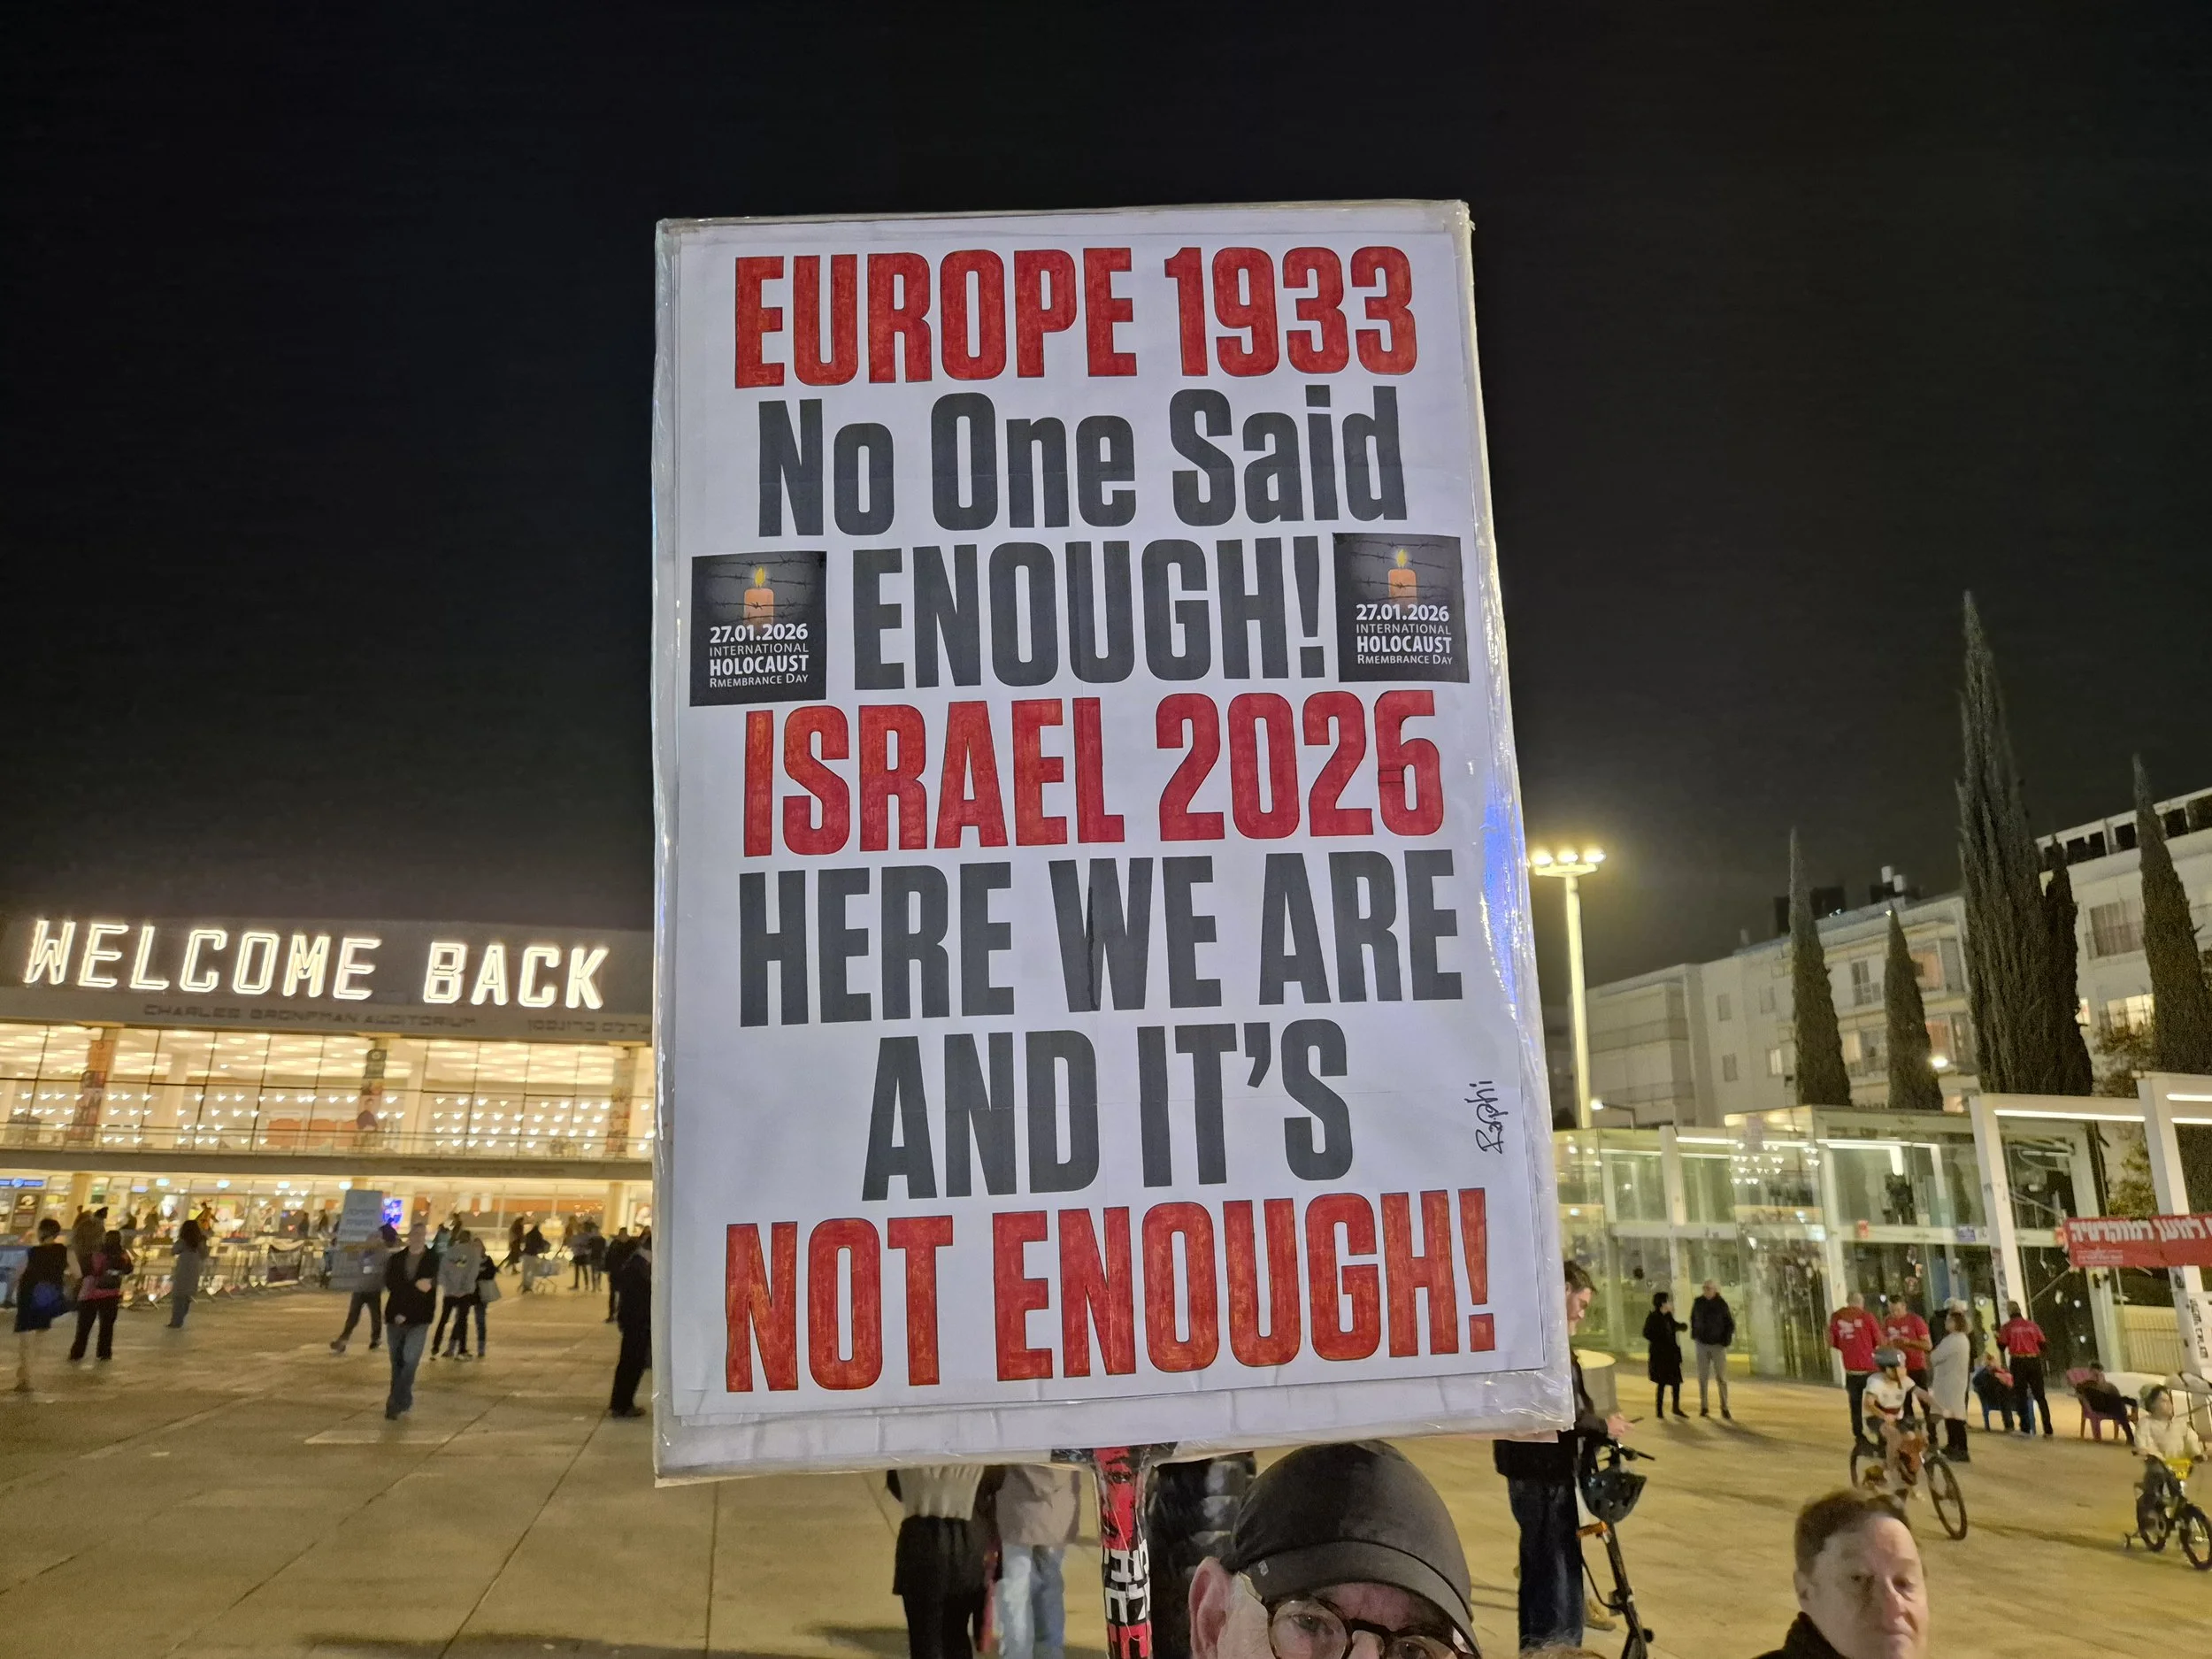 EUROPE 1933
No One Said
ENOUGH!
27.01.2026
INTERNATIONAL
HOLOCAUST
RMEMBRANCE DAY
27.01.2026
INTERNATIONAL
HOLOCAUST
RMEMBRANCE DAY
ISRAEL 2026
HERE WE ARE
AND IT'S
NOT ENOUGH!
WELCOME BACK
CHARLES BRONFMAN AUDITORIUM